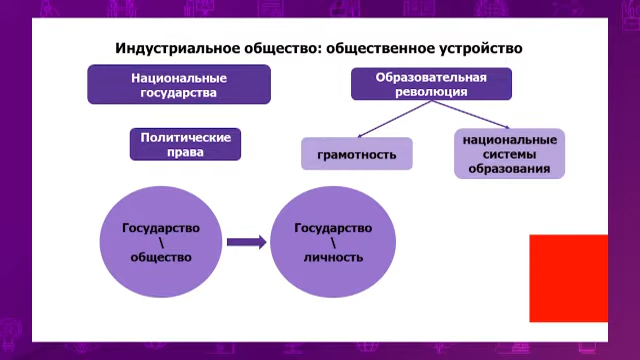 Индустриальное общество: общественное устройство
Национальные
государства
Образовательная
революция
Политические
права
грамотность
национальные
системы
образования
Государство
\
общество
Государство
\
личность